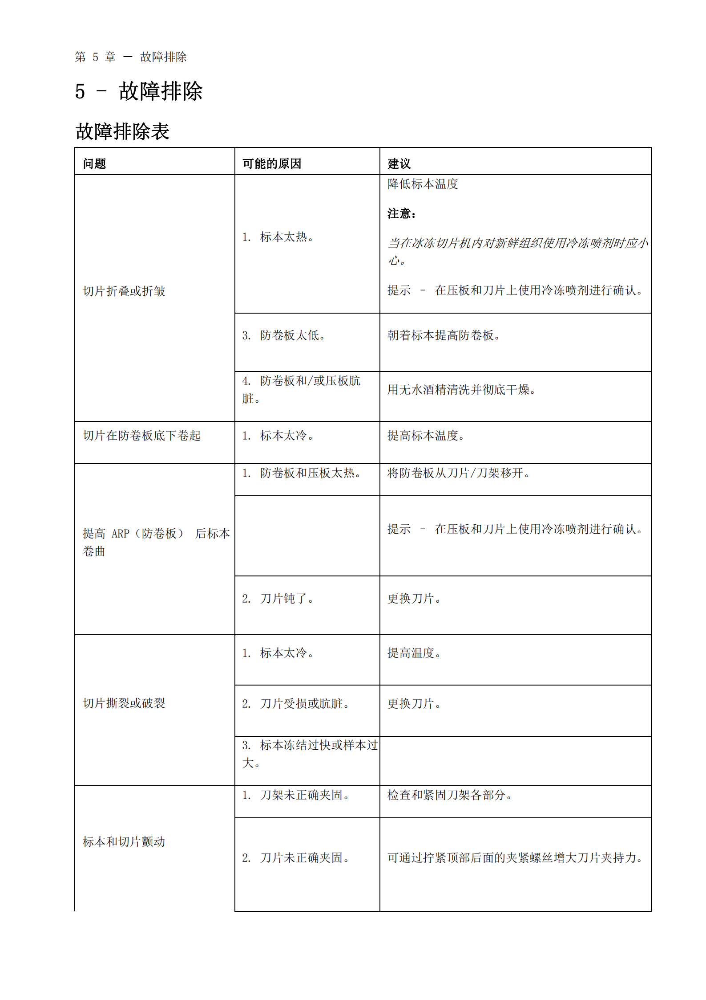 第 5 章 － 故障排除
5 - 故障排除
故障排除表
问题
可能的原因
建议
切片折叠或折皱
1. 标本太热。
降低标本温度
注意：
当在冰冻切片机内对新鲜组织使用冷冻喷剂时应小
心。
提示 - 在压板和刀片上使用冷冻喷剂进行确认。
3. 防卷板太低。
朝着标本提高防卷板。
4. 防卷板和/或压板肮
脏。
用无水酒精清洗并彻底干燥。
切片在防卷板底下卷起
1. 标本太冷。
提高标本温度。
提高 ARP（防卷板） 后标本
卷曲
1. 防卷板和压板太热。
将防卷板从刀片/刀架移开。
提示 - 在压板和刀片上使用冷冻喷剂进行确认。
2. 刀片钝了。
更换刀片。
切片撕裂或破裂
1. 标本太冷。
提高温度。
2. 刀片受损或肮脏。
更换刀片。
3. 标本冻结过快或样本过
大。
标本和切片颤动
1. 刀架未正确夹固。
检查和紧固刀架各部分。
2. 刀片未正确夹固。
可通过拧紧顶部后面的夹紧螺丝增大刀片夹持力。